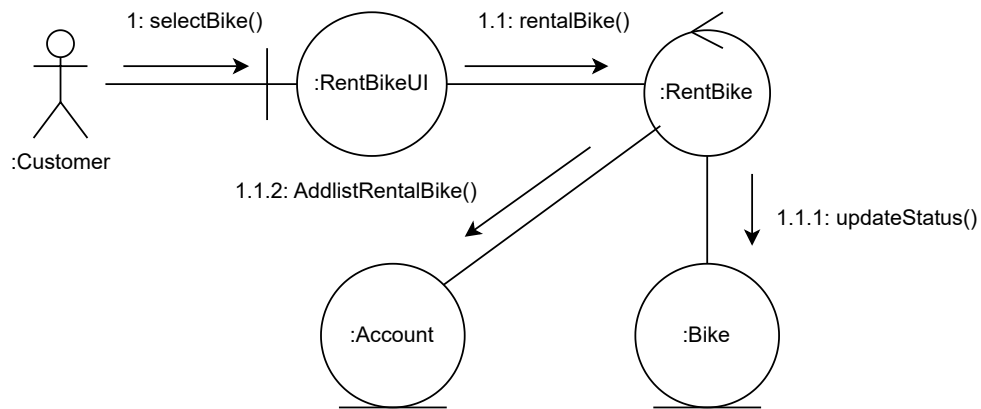 1: selectBike()
1.1: rentalBike()
:RentBikeUI
:RentBike
:Customer
1.1.2: AddlistRentalBike()
1.1.1: updateStatus()
:Account
:Bike